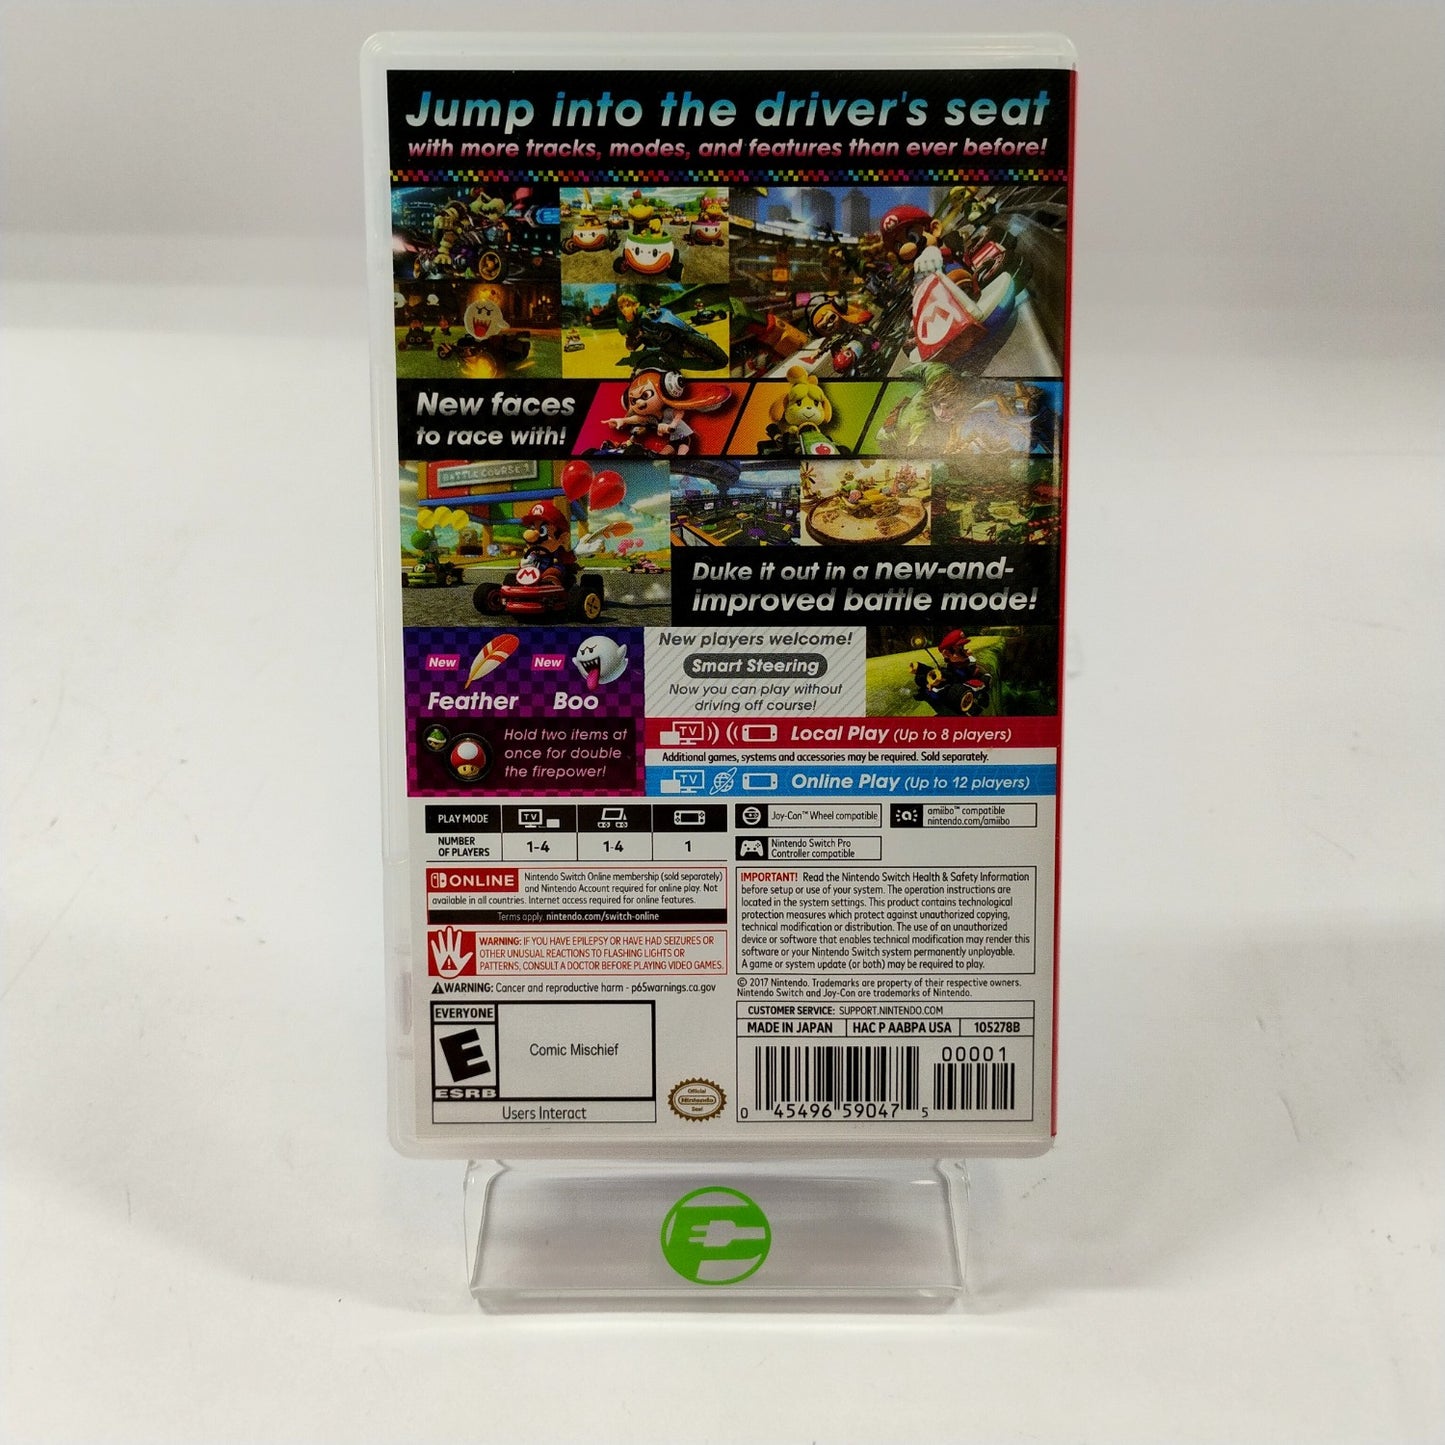 Jump into the driver's seat
with more tracks, modes, and features than ever before!
New faces
to race with!
BATTLE COURSE 1
Duke it out in a new-and-
improved battle mode!
New
Feather
New
Boo
Hold two items at
once for double
the firepower!
New players welcome!
Smart Steering
Now you can play without
driving off course!
TV Local Play (Up to 8 players)
Additional games, systems and accessories may be required. Sold separately.
TV Online Play (Up to 12 players)
PLAY MODE TV
NUMBER
OF PLAYERS 1-4 1-4 1
Joy-Con™ Wheel compatible
amiibo™ compatible
nintendo.com/amiibo
Nintendo Switch Pro
Controller compatible
ONLINE Nintendo Switch Online membership (sold separately)
and Nintendo Account required for online play. Not
available in all countries. Internet access required for online features.
Terms apply. nintendo.com/switch-online
WARNING: IF YOU HAVE EPILEPSY OR HAVE HAD SEIZURES OR
OTHER UNUSUAL REACTIONS TO FLASHING LIGHTS OR
PATTERNS, CONSULT A DOCTOR BEFORE PLAYING VIDEO GAMES.
WARNING: Cancer and reproductive harm - p65warnings.ca.gov
IMPORTANT! Read the Nintendo Switch Health & Safety Information
before setup or use of your system. The operation instructions are
located in the system settings. This product contains technological
protection measures which protect against unauthorized copying,
technical modification or distribution. The use of an unauthorized
device or software that enables technical modification may render this
software or your Nintendo Switch system permanently unplayable.
A game or system update (or both) may be required to play.
© 2017 Nintendo. Trademarks are property of their respective owners.
Nintendo Switch and Joy-Con are trademarks of Nintendo.
CUSTOMER SERVICE: SUPPORT.NINTENDO.COM
MADE IN JAPAN HAC P AABPA USA 105278B
EVERYONE
E
ESRB
Comic Mischief
Users Interact
Official
Nintendo
Seal
00001
0 45496 59047 5